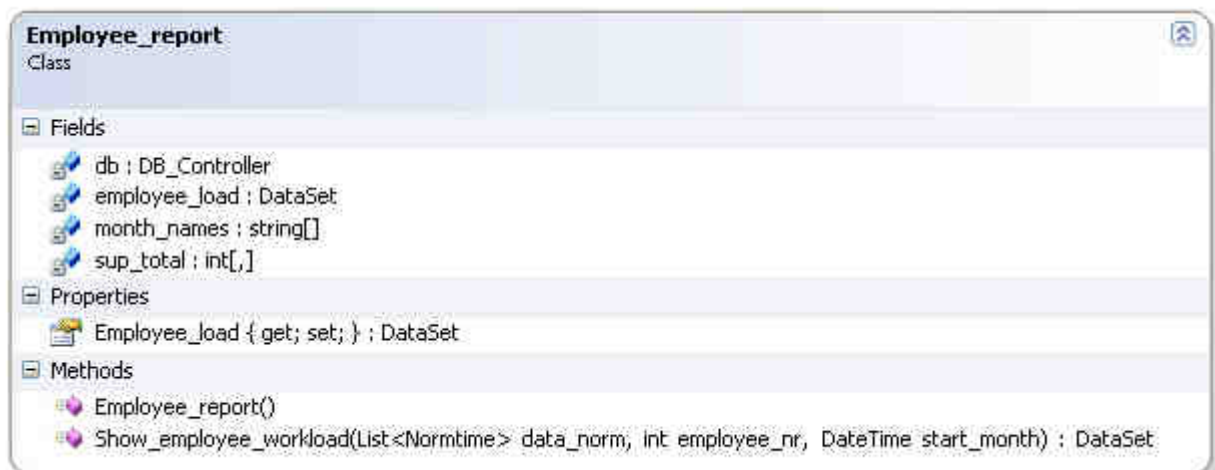 Employee_report
Class
Fields
db : DB_Controller
employee_load : DataSet
month_names : string[]
sup_total : int[,]
Properties
Employee_load { get; set; } : DataSet
Methods
Employee_report()
Show_employee_workload(List<Normtime> data_norm, int employee_nr, DateTime start_month) : DataSet